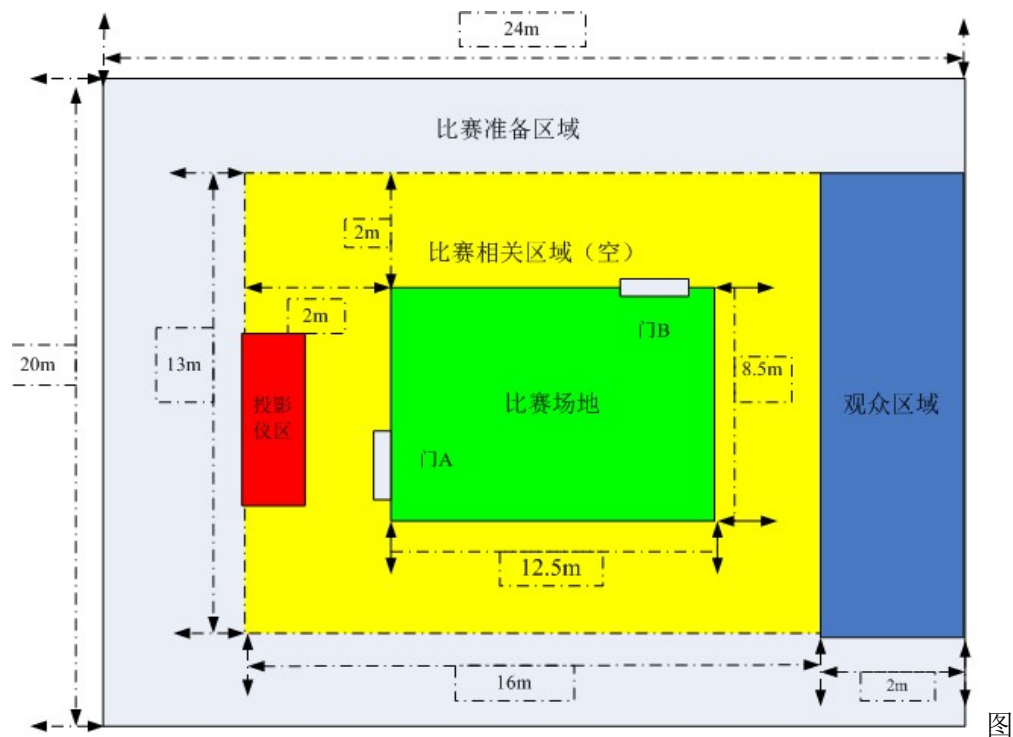 24m
比赛准备区域
2m
比赛相关区域（空）
2m
门B
20m
13m
8.5m
投影
仪区
比赛场地
观众区域
门A
12.5m
16m
2m
图